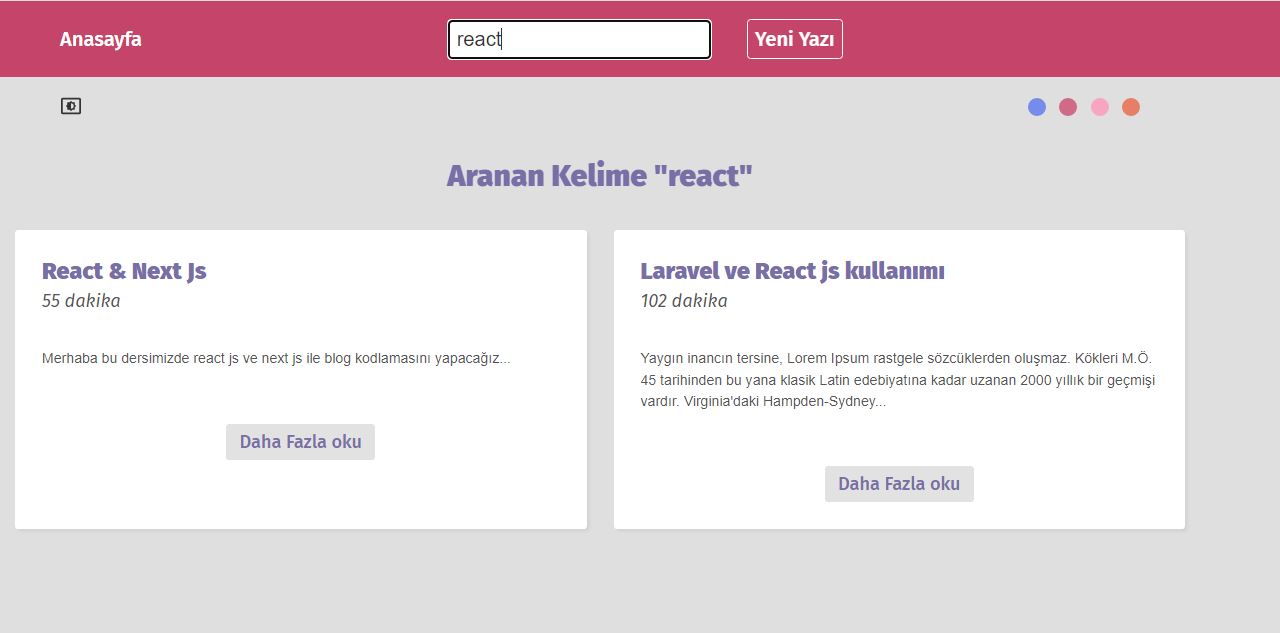 Anasayfa
react
Yeni Yazı
Aranan Kelime "react"
React & Next Js
55 dakika
Merhaba bu dersimizde react js ve next js ile blog kodlamasını yapacağız...
Daha Fazla oku
Laravel ve React js kullanımı
102 dakika
Yaygın inancın tersine, Lorem Ipsum rastgele sözcüklerden oluşmaz. Kökleri M.Ö.
45 tarihinden bu yana klasik Latin edebiyatına kadar uzanan 2000 yıllık bir geçmişi
vardır. Virginia'daki Hampden-Sydney...
Daha Fazla oku